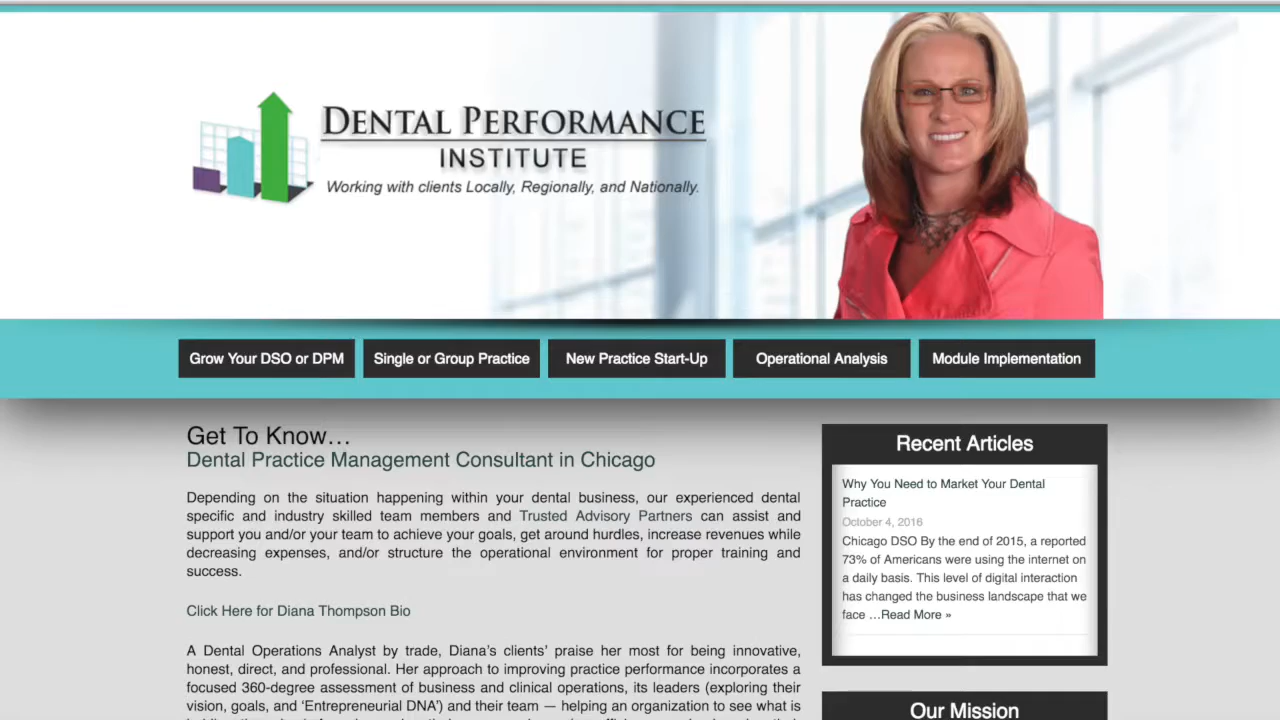 DENTAL PERFORMANCE
INSTITUTE
Working with clients Locally, Regionally, and Nationally.
Grow Your DSO or DPM
Single or Group Practice
New Practice Start-Up
Operational Analysis
Module Implementation
Get To Know…
Dental Practice Management Consultant in Chicago
Depending on the situation happening within your dental business, our experienced dental
specific and industry skilled team members and Trusted Advisory Partners can assist and
support you and/or your team to achieve your goals, get around hurdles, increase revenues while
decreasing expenses, and/or structure the operational environment for proper training and
success.
Click Here for Diana Thompson Bio
A Dental Operations Analyst by trade, Diana’s clients’ praise her most for being innovative,
honest, direct, and professional. Her approach to improving practice performance incorporates a
focused 360-degree assessment of business and clinical operations, its leaders (exploring their
vision, goals, and ‘Entrepreneurial DNA’) and their team — helping an organization to see what is
Recent Articles
Why You Need to Market Your Dental
Practice
October 4, 2016
Chicago DSO By the end of 2015, a reported
73% of Americans were using the internet on
a daily basis. This level of digital interaction
has changed the business landscape that we
face …Read More »
Our Mission